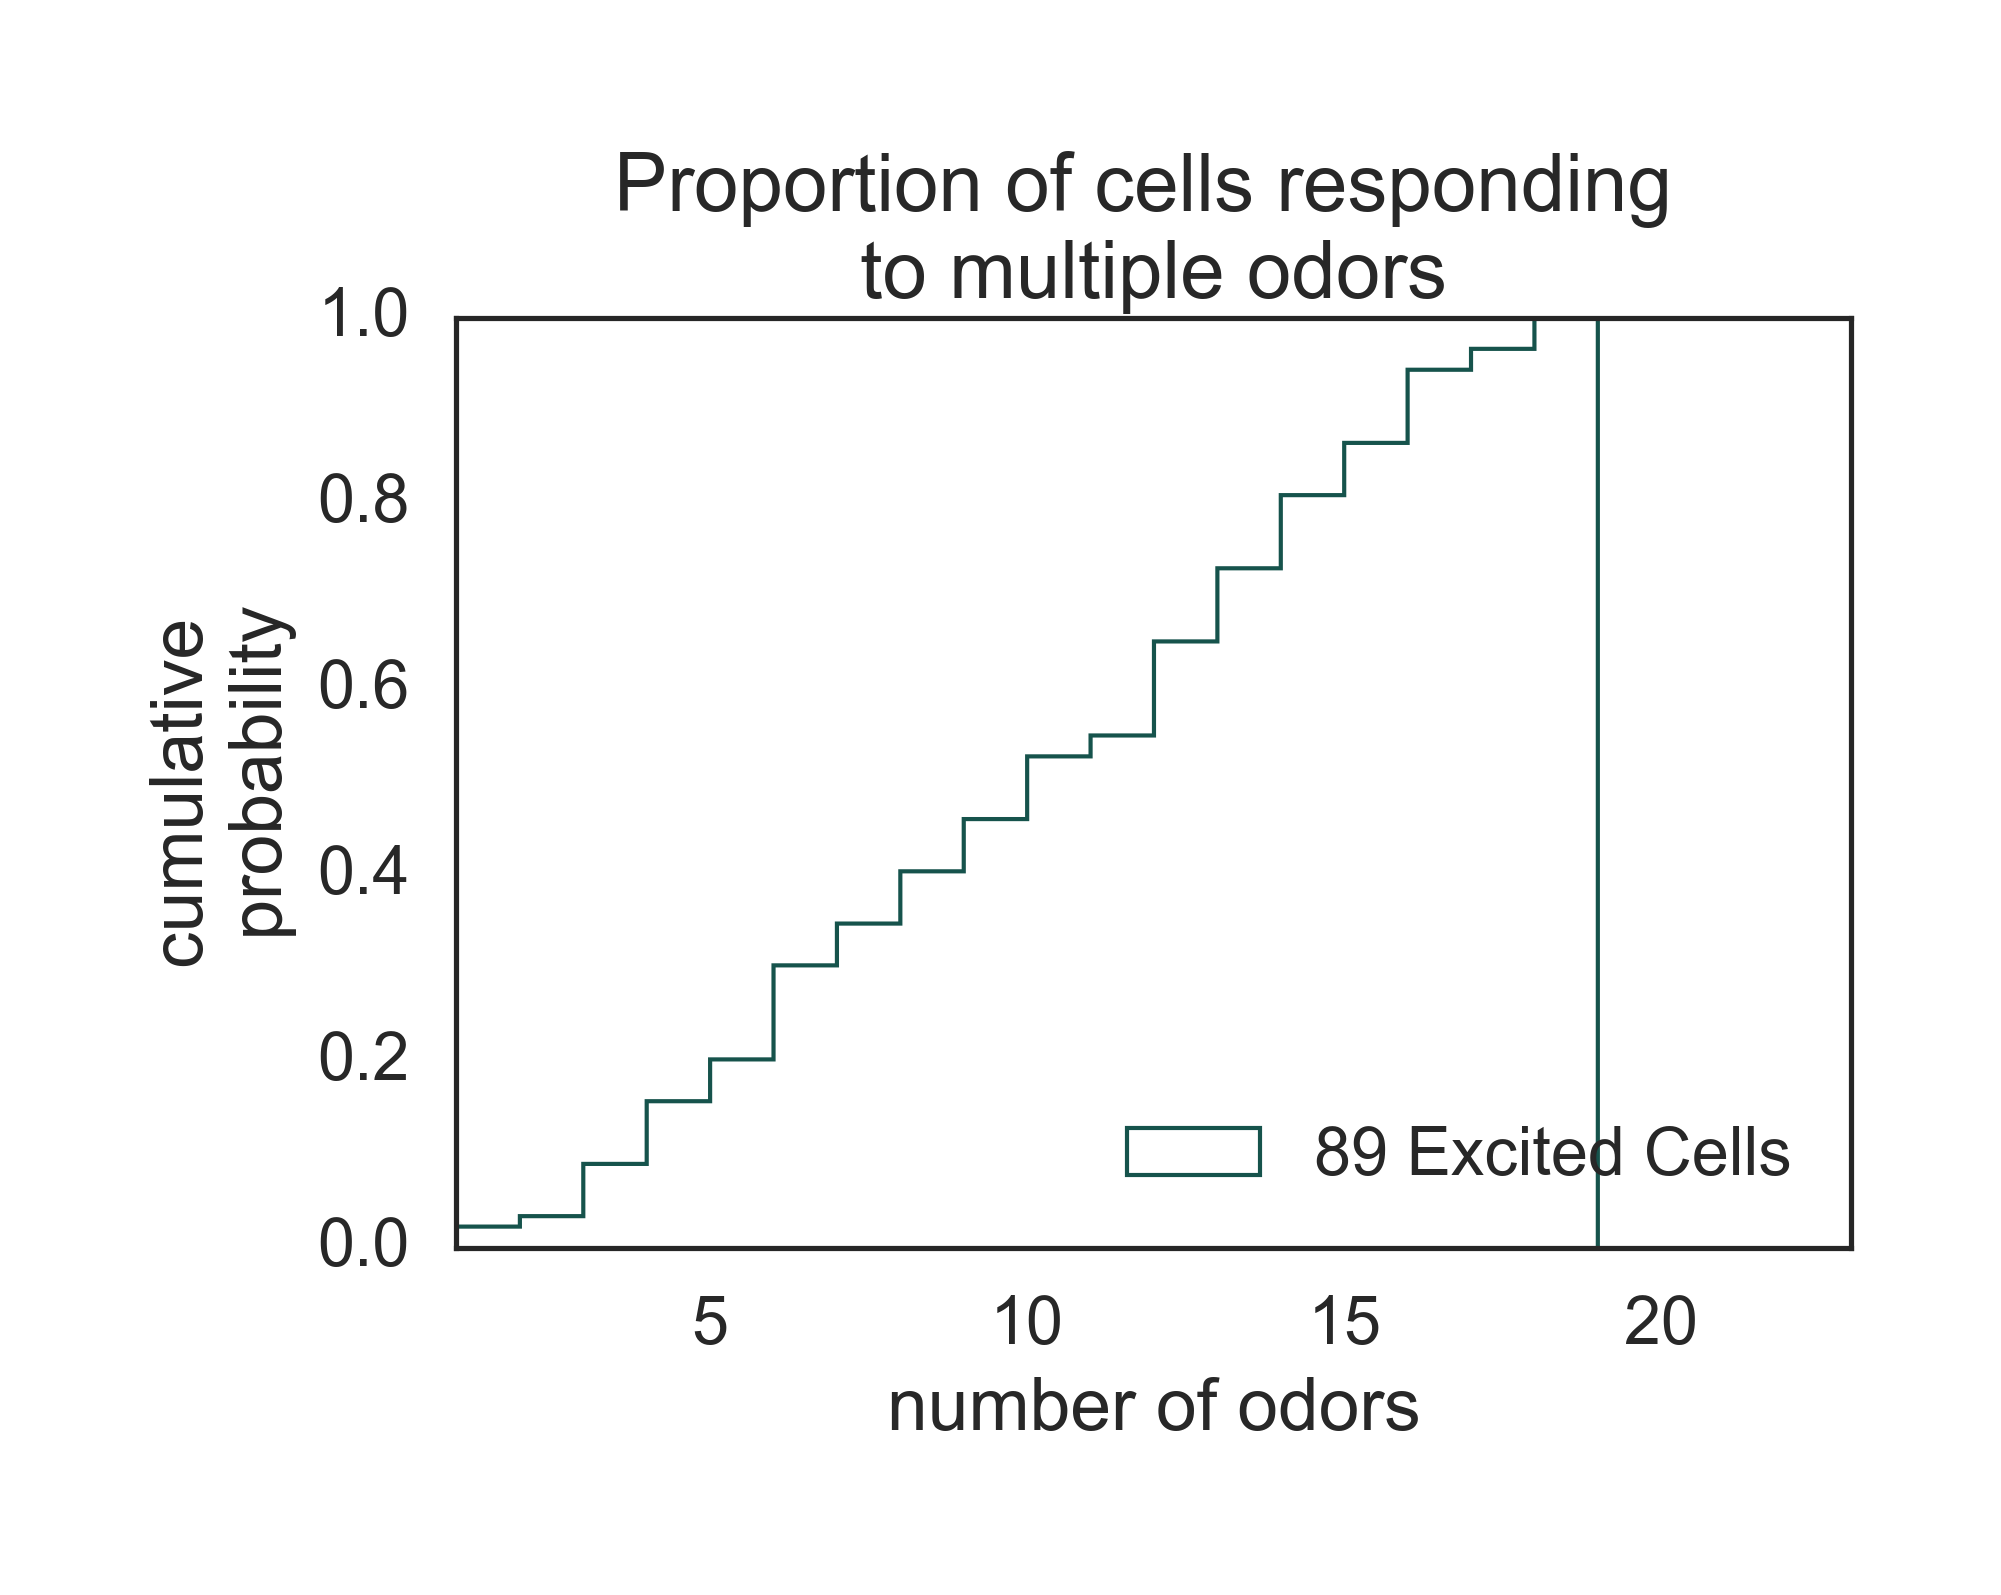 Proportion of cells responding
to multiple odors
1.0
0.8
0.6
0.4
0.2
0.0
cumulative
probability
89 Excited Cells
5 10 15 20
number of odors